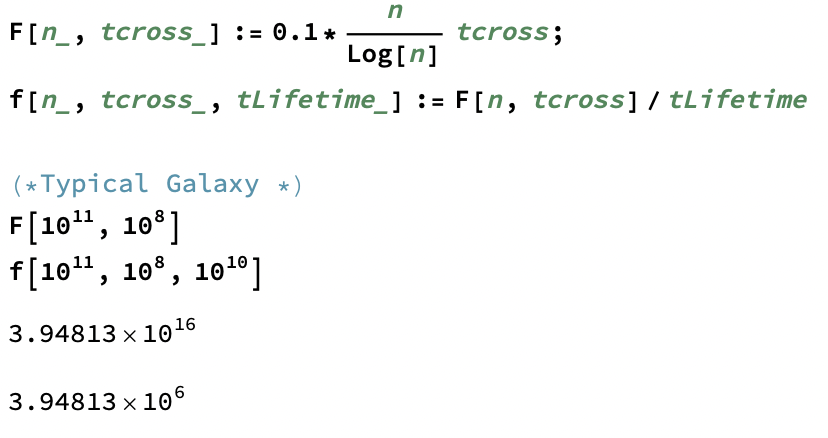 F[n_, tcross_] := 0.1* n/Log[n] tcross;
f[n_, tcross_, tLifetime_] := F[n, tcross] / tLifetime
(*Typical Galaxy *)
F[10^11, 10^8]
f[10^11, 10^8, 10^10]
3.94813×10^16
3.94813×10^6